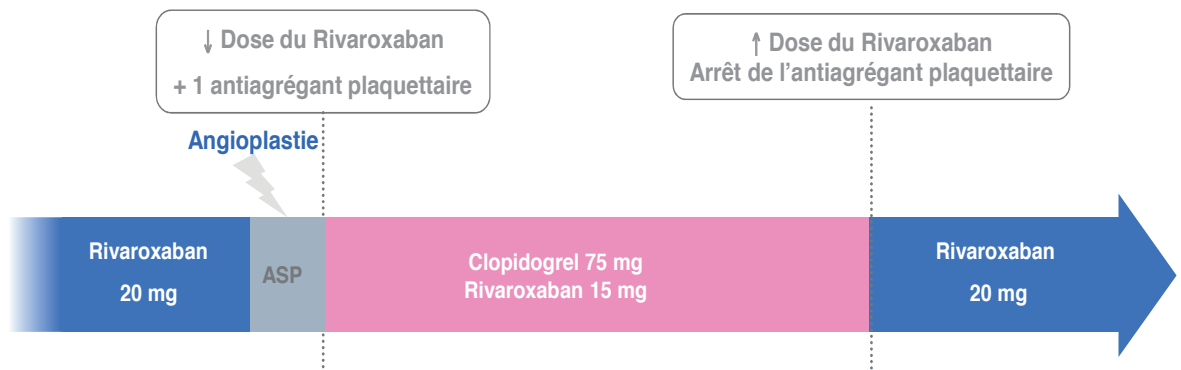 ↓ Dose du Rivaroxaban
+ 1 antiagrégant plaquettaire
↑ Dose du Rivaroxaban
Arrêt de l'antiagrégant plaquettaire
Angioplastie
Rivaroxaban
20 mg
ASP
Clopidogrel 75 mg
Rivaroxaban 15 mg
Rivaroxaban
20 mg